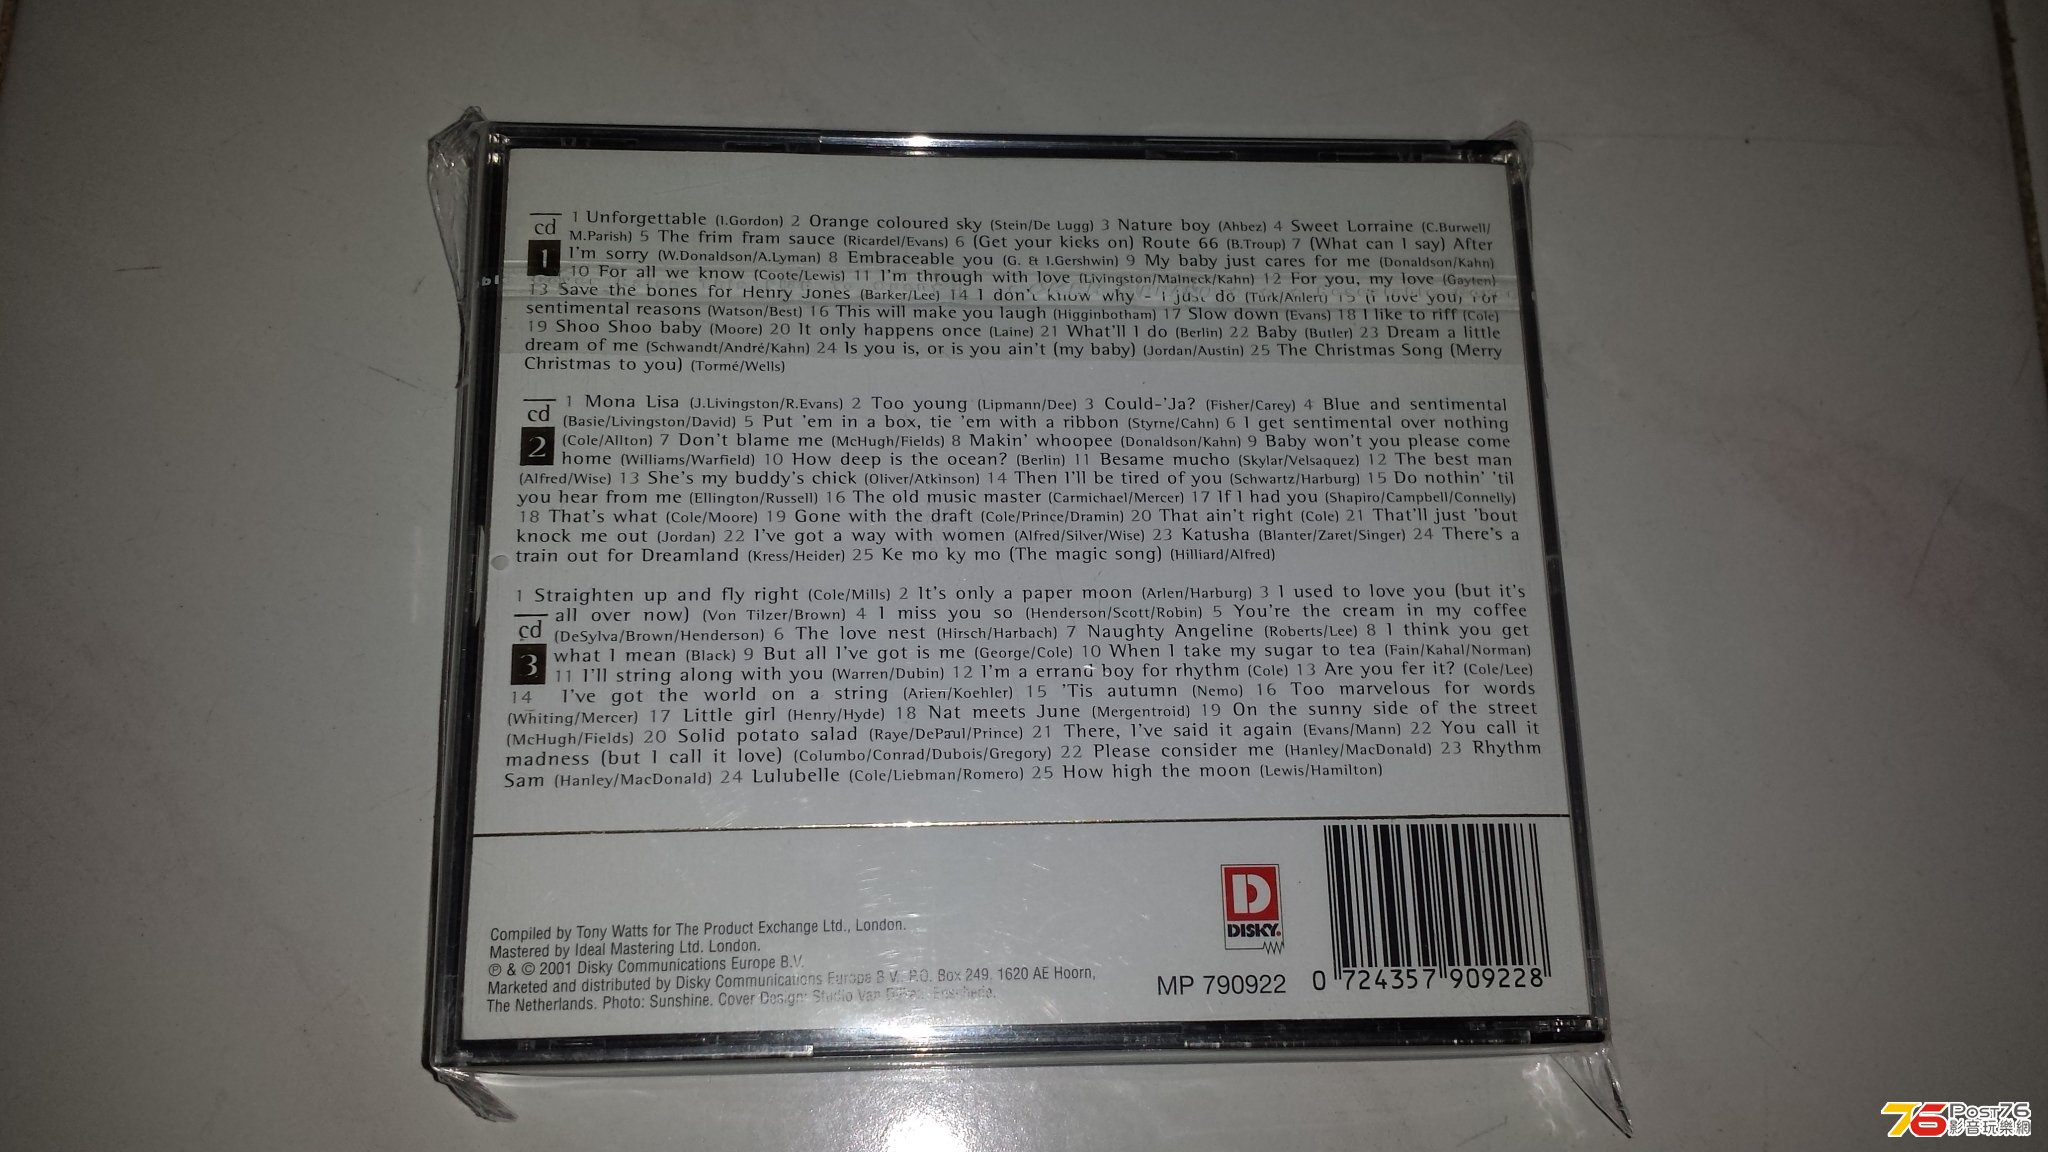 1 Unforgettable (I.Gordon) 2 Orange coloured sky (Stein/De Lugg) 3 Nature boy (Ahbez) 4 Sweet Lorraine (C.Burwell/
cd
M.Parish) 5 The frim fram sauce (Ricardel/Evans) 6 (Get your kicks on) Route 66 (B.Troup) 7 (What can I say) After
1
I'm sorry (W.Donaldson/A.Lyman) 8 Embraceable you (G. & I.Gershwin) 9 My baby just cares for me (Donaldson/Kahn)
10 For all we know (Coote/Lewis) 11 I'm through with love (Livingston/Malneck/Kahn) 12 For you, my love (Gayten)
13 Save the bones for Henry Jones (Barker/Lee) 14 I don't know why - I just do (Turk/Ahlert) 15 (I love you) For
sentimental reasons (Watson/Best) 16 This will make you laugh (Higginbotham) 17 Slow down (Evans) 18 I like to riff (Cole)
19 Shoo Shoo baby (Moore) 20 It only happens once (Laine) 21 What'll I do (Berlin) 22 Baby (Butler) 23 Dream a little
dream of me (Schwandt/André/Kahn) 24 Is you is, or is you ain't (my baby) (Jordan/Austin) 25 The Christmas Song (Merry
Christmas to you) (Tormé/Wells)
1 Mona Lisa (J.Livingston/R.Evans) 2 Too young (Lipmann/Dee) 3 Could-'Ja? (Fisher/Carey) 4 Blue and sentimental
cd
(Basie/Livingston/David) 5 Put 'em in a box, tie 'em with a ribbon (Styrne/Cahn) 6 I get sentimental over nothing
2
(Cole/Allton) 7 Don't blame me (McHugh/Fields) 8 Makin' whoopee (Donaldson/Kahn) 9 Baby won't you please come
home (Williams/Warfield) 10 How deep is the ocean? (Berlin) 11 Besame mucho (Skylar/Velsaquez) 12 The best man
(Alfred/Wise) 13 She's my buddy's chick (Oliver/Atkinson) 14 Then I'll be tired of you (Schwartz/Harburg) 15 Do nothin' 'til
you hear from me (Ellington/Russell) 16 The old music master (Carmichael/Mercer) 17 If I had you (Shapiro/Campbell/Connelly)
18 That's what (Cole/Moore) 19 Gone with the draft (Cole/Prince/Dramin) 20 That ain't right (Cole) 21 That'll just 'bout
knock me out (Jordan) 22 I've got a way with women (Alfred/Silver/Wise) 23 Katusha (Blanter/Zaret/Singer) 24 There's a
train out for Dreamland (Kress/Heider) 25 Ke mo ky mo (The magic song) (Hilliard/Alfred)
1 Straighten up and fly right (Cole/Mills) 2 It's only a paper moon (Arlen/Harburg) 3 I used to love you (but it's
all over now) (Von Tilzer/Brown) 4 I miss you so (Henderson/Scott/Robin) 5 You're the cream in my coffee
cd
(DeSylva/Brown/Henderson) 6 The love nest (Hirsch/Harbach) 7 Naughty Angeline (Roberts/Lee) 8 I think you get
3
what I mean (Black) 9 But all I've got is me (George/Cole) 10 When I take my sugar to tea (Fain/Kahal/Norman)
11 I'll string along with you (Warren/Dubin) 12 I'm a errand boy for rhythm (Cole) 13 Are you fer it? (Cole/Lee)
14 I've got the world on a string (Arlen/Koehler) 15 'Tis autumn (Nemo) 16 Too marvelous for words
(Whiting/Mercer) 17 Little girl (Henry/Hyde) 18 Nat meets June (Mergentroid) 19 On the sunny side of the street
(McHugh/Fields) 20 Solid potato salad (Raye/DePaul/Prince) 21 There, I've said it again (Evans/Mann) 22 You call it
madness (but I call it love) (Columbo/Conrad/Dubois/Gregory) 22 Please consider me (Hanley/MacDonald) 23 Rhythm
Sam (Hanley/MacDonald) 24 Lulubelle (Cole/Liebman/Romero) 25 How high the moon (Lewis/Hamilton)
Compiled by Tony Watts for The Product Exchange Ltd., London.
Mastered by Ideal Mastering Ltd. London.
℗ & © 2001 Disky Communications Europe B.V.
Marketed and distributed by Disky Communications Europe B.V. P.O. Box 249, 1620 AE Hoorn,
The Netherlands. Photo: Sunshine. Cover Design: Studio Van Enschede.
D
DISKY.
MP 790922
0 724357 909228
76 Post76
影音玩樂網